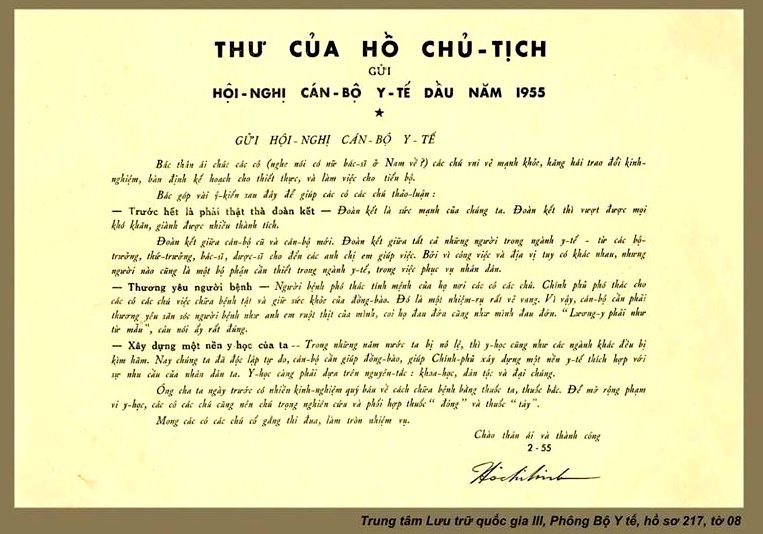 THƯ CỦA HỒ CHỦ-TỊCH
GỬI
HỘI-NGHỊ CÁN-BỘ Y-TẾ ĐẦU NĂM 1955
★
GỬI HỘI-NGHỊ CÁN-BỘ Y-TẾ
Bác thân ái chúc các cô (nghe nói có nữ bác-sĩ ở Nam về?) các chú vui vẻ mạnh khỏe, hăng hái trao đổi kinh-
nghiệm, bàn định kế hoạch cho thiết thực, và làm việc cho tiến bộ.
Bác góp vài ý-kiến sau đây để giúp các cô các chú thảo-luận:
— Trước hết là phải thật thà đoàn kết — Đoàn kết là sức mạnh của chúng ta. Đoàn kết thì vượt được mọi
khó khăn, giành được nhiều thành tích.
Đoàn kết giữa cán-bộ cũ và cán-bộ mới. Đoàn kết giữa tất cả những người trong ngành y-tế - từ các bộ-
trưởng, thứ-trưởng, bác-sĩ, dược-sĩ cho đến các anh chị em giúp việc. Bởi vì công việc và địa vị tuy có khác nhau, nhưng
người nào cũng là một bộ phận cần thiết trong ngành y-tế, trong việc phục vụ nhân dân.
— Thương yêu người bệnh — Người bệnh phó thác tính mệnh của họ nơi các cô các chú. Chính phủ phó thác cho
các cô các chú việc chữa bệnh tật và giữ sức khỏe của đồng-bào. Đó là một nhiệm-vụ rất vẻ vang. Vì vậy, cán-bộ cần phải
thương yêu săn sóc người bệnh như anh em ruột thịt của mình, coi họ đau đớn cũng như mình đau đớn. “Lương-y phải như
từ mẫu”, câu nói ấy rất đúng.
— Xây dựng một nền y-học của ta -- Trong những năm nước ta bị nô lệ, thì y-học cũng như các ngành khác đều bị
kìm hãm. Nay chúng ta đã độc lập tự do, cán-bộ cần giúp đồng-bào, giúp Chính-phủ xây dựng một nền y-tế thích hợp với
sự nhu cầu của nhân dân ta. Y-học càng phải dựa trên nguyên-tắc: khoa-học, dân tộc và đại chúng.
Ông cha ta ngày trước có nhiều kinh-nghiệm quý báu về cách chữa bệnh bằng thuốc ta, thuốc bắc. Để mở rộng phạm
vi y-học, các cô các chú cũng nên chú trọng nghiên cứu và phối hợp thuốc “đông” và thuốc “tây”.
Mong các cô các chú cố gắng thi đua, làm tròn nhiệm vụ.
Chào thân ái và thành công
2 - 55
Hồ Chí Minh
Trung tâm Lưu trữ quốc gia III, Phông Bộ Y tế, hồ sơ 217, tờ 08